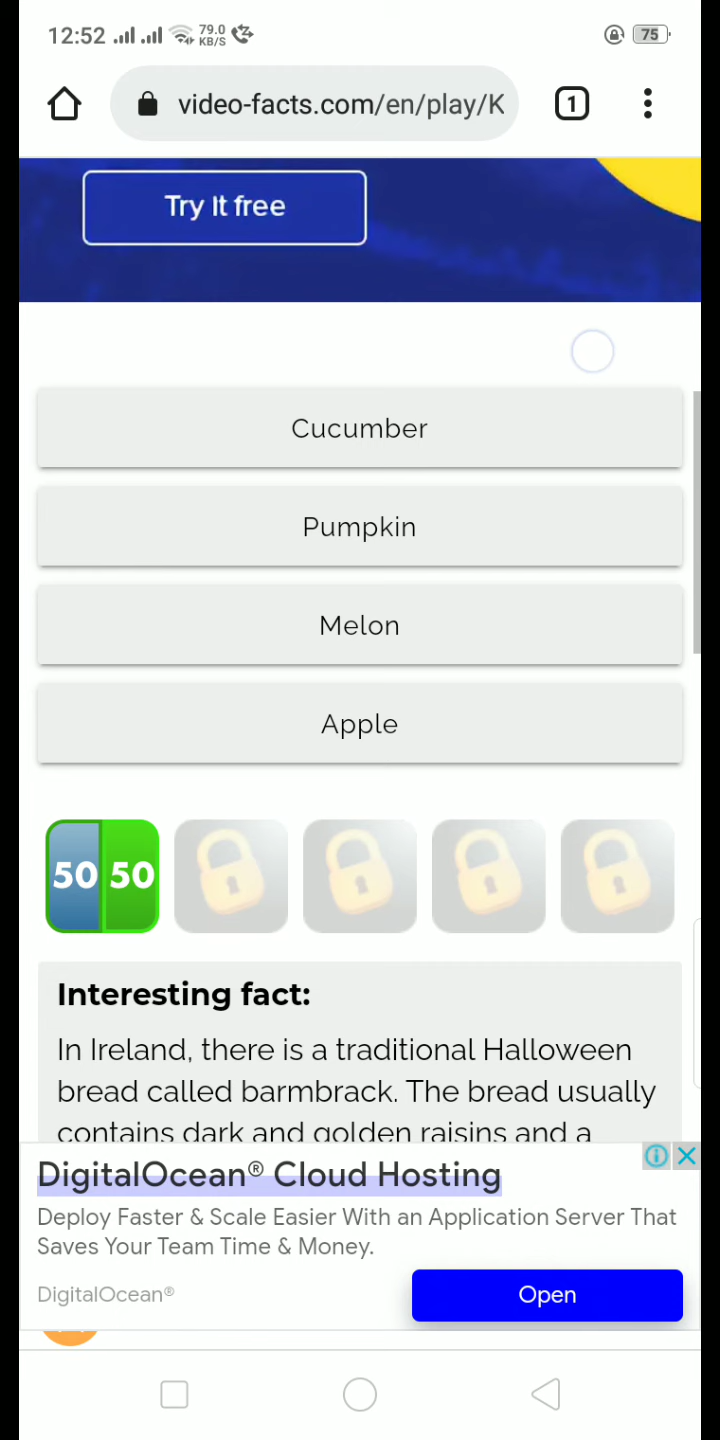 12:52 79.0 KB/S 75
video-facts.com/en/play/K 1
Try It free
Cucumber
Pumpkin
Melon
Apple
50 50
Interesting fact:
In Ireland, there is a traditional Halloween
bread called barmbrack. The bread usually
contains dark and golden raisins and a
DigitalOcean® Cloud Hosting
Deploy Faster & Scale Easier With an Application Server That
Saves Your Team Time & Money.
DigitalOcean®
Open